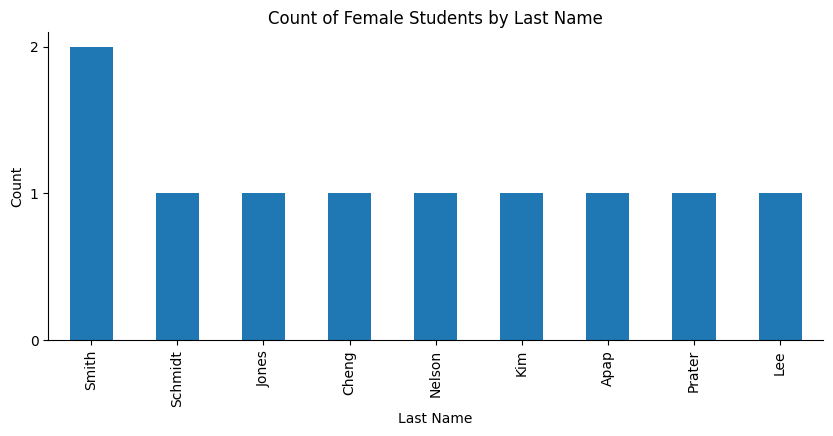 Count of Female Students by Last Name
Count
2
1
0
Smith
Schmidt
Jones
Cheng
Nelson
Kim
Apap
Prater
Lee
Last Name